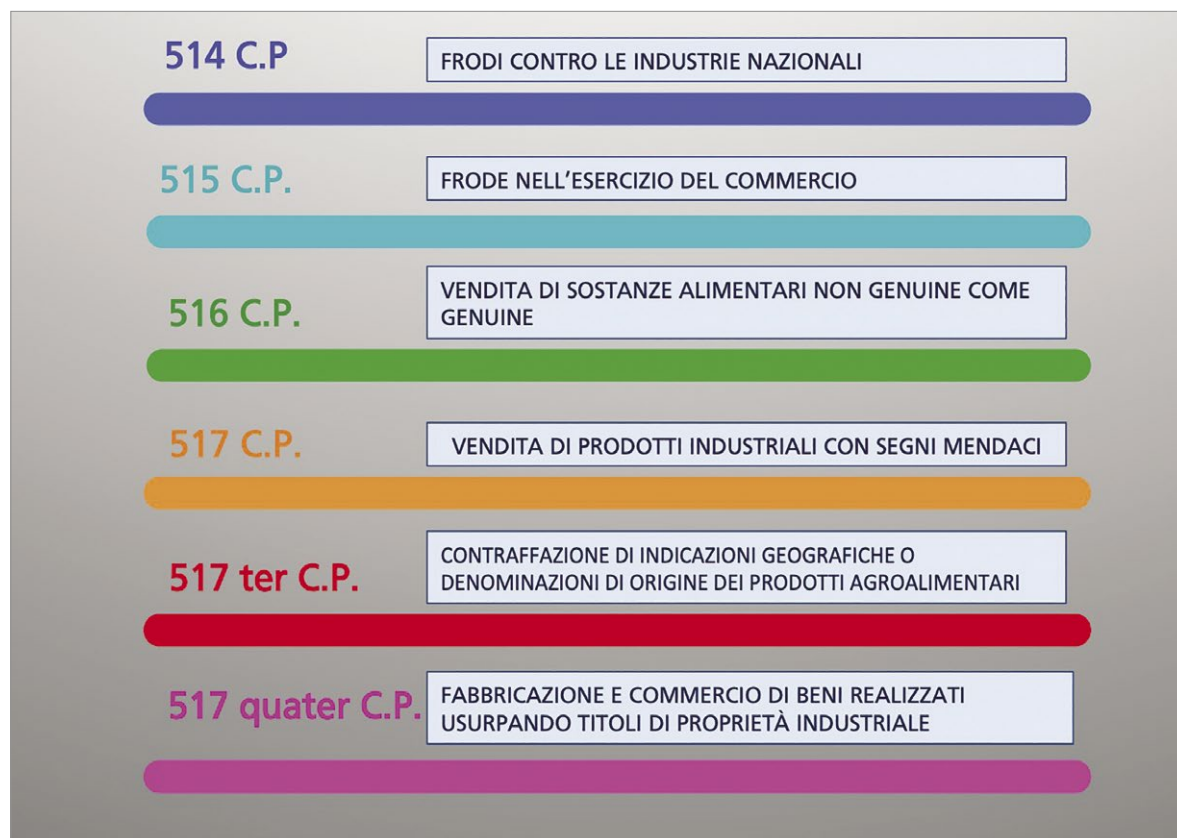 514 C.P
FRODI CONTRO LE INDUSTRIE NAZIONALI
515 C.P.
FRODE NELL'ESERCIZIO DEL COMMERCIO
516 C.P.
VENDITA DI SOSTANZE ALIMENTARI NON GENUINE COME
GENUINE
517 C.P.
VENDITA DI PRODOTTI INDUSTRIALI CON SEGNI MENDACI
517 ter C.P.
CONTRAFFAZIONE DI INDICAZIONI GEOGRAFICHE O
DENOMINAZIONI DI ORIGINE DEI PRODOTTI AGROALIMENTARI
517 quater C.P.
FABBRICAZIONE E COMMERCIO DI BENI REALIZZATI
USURPANDO TITOLI DI PROPRIETÀ INDUSTRIALE